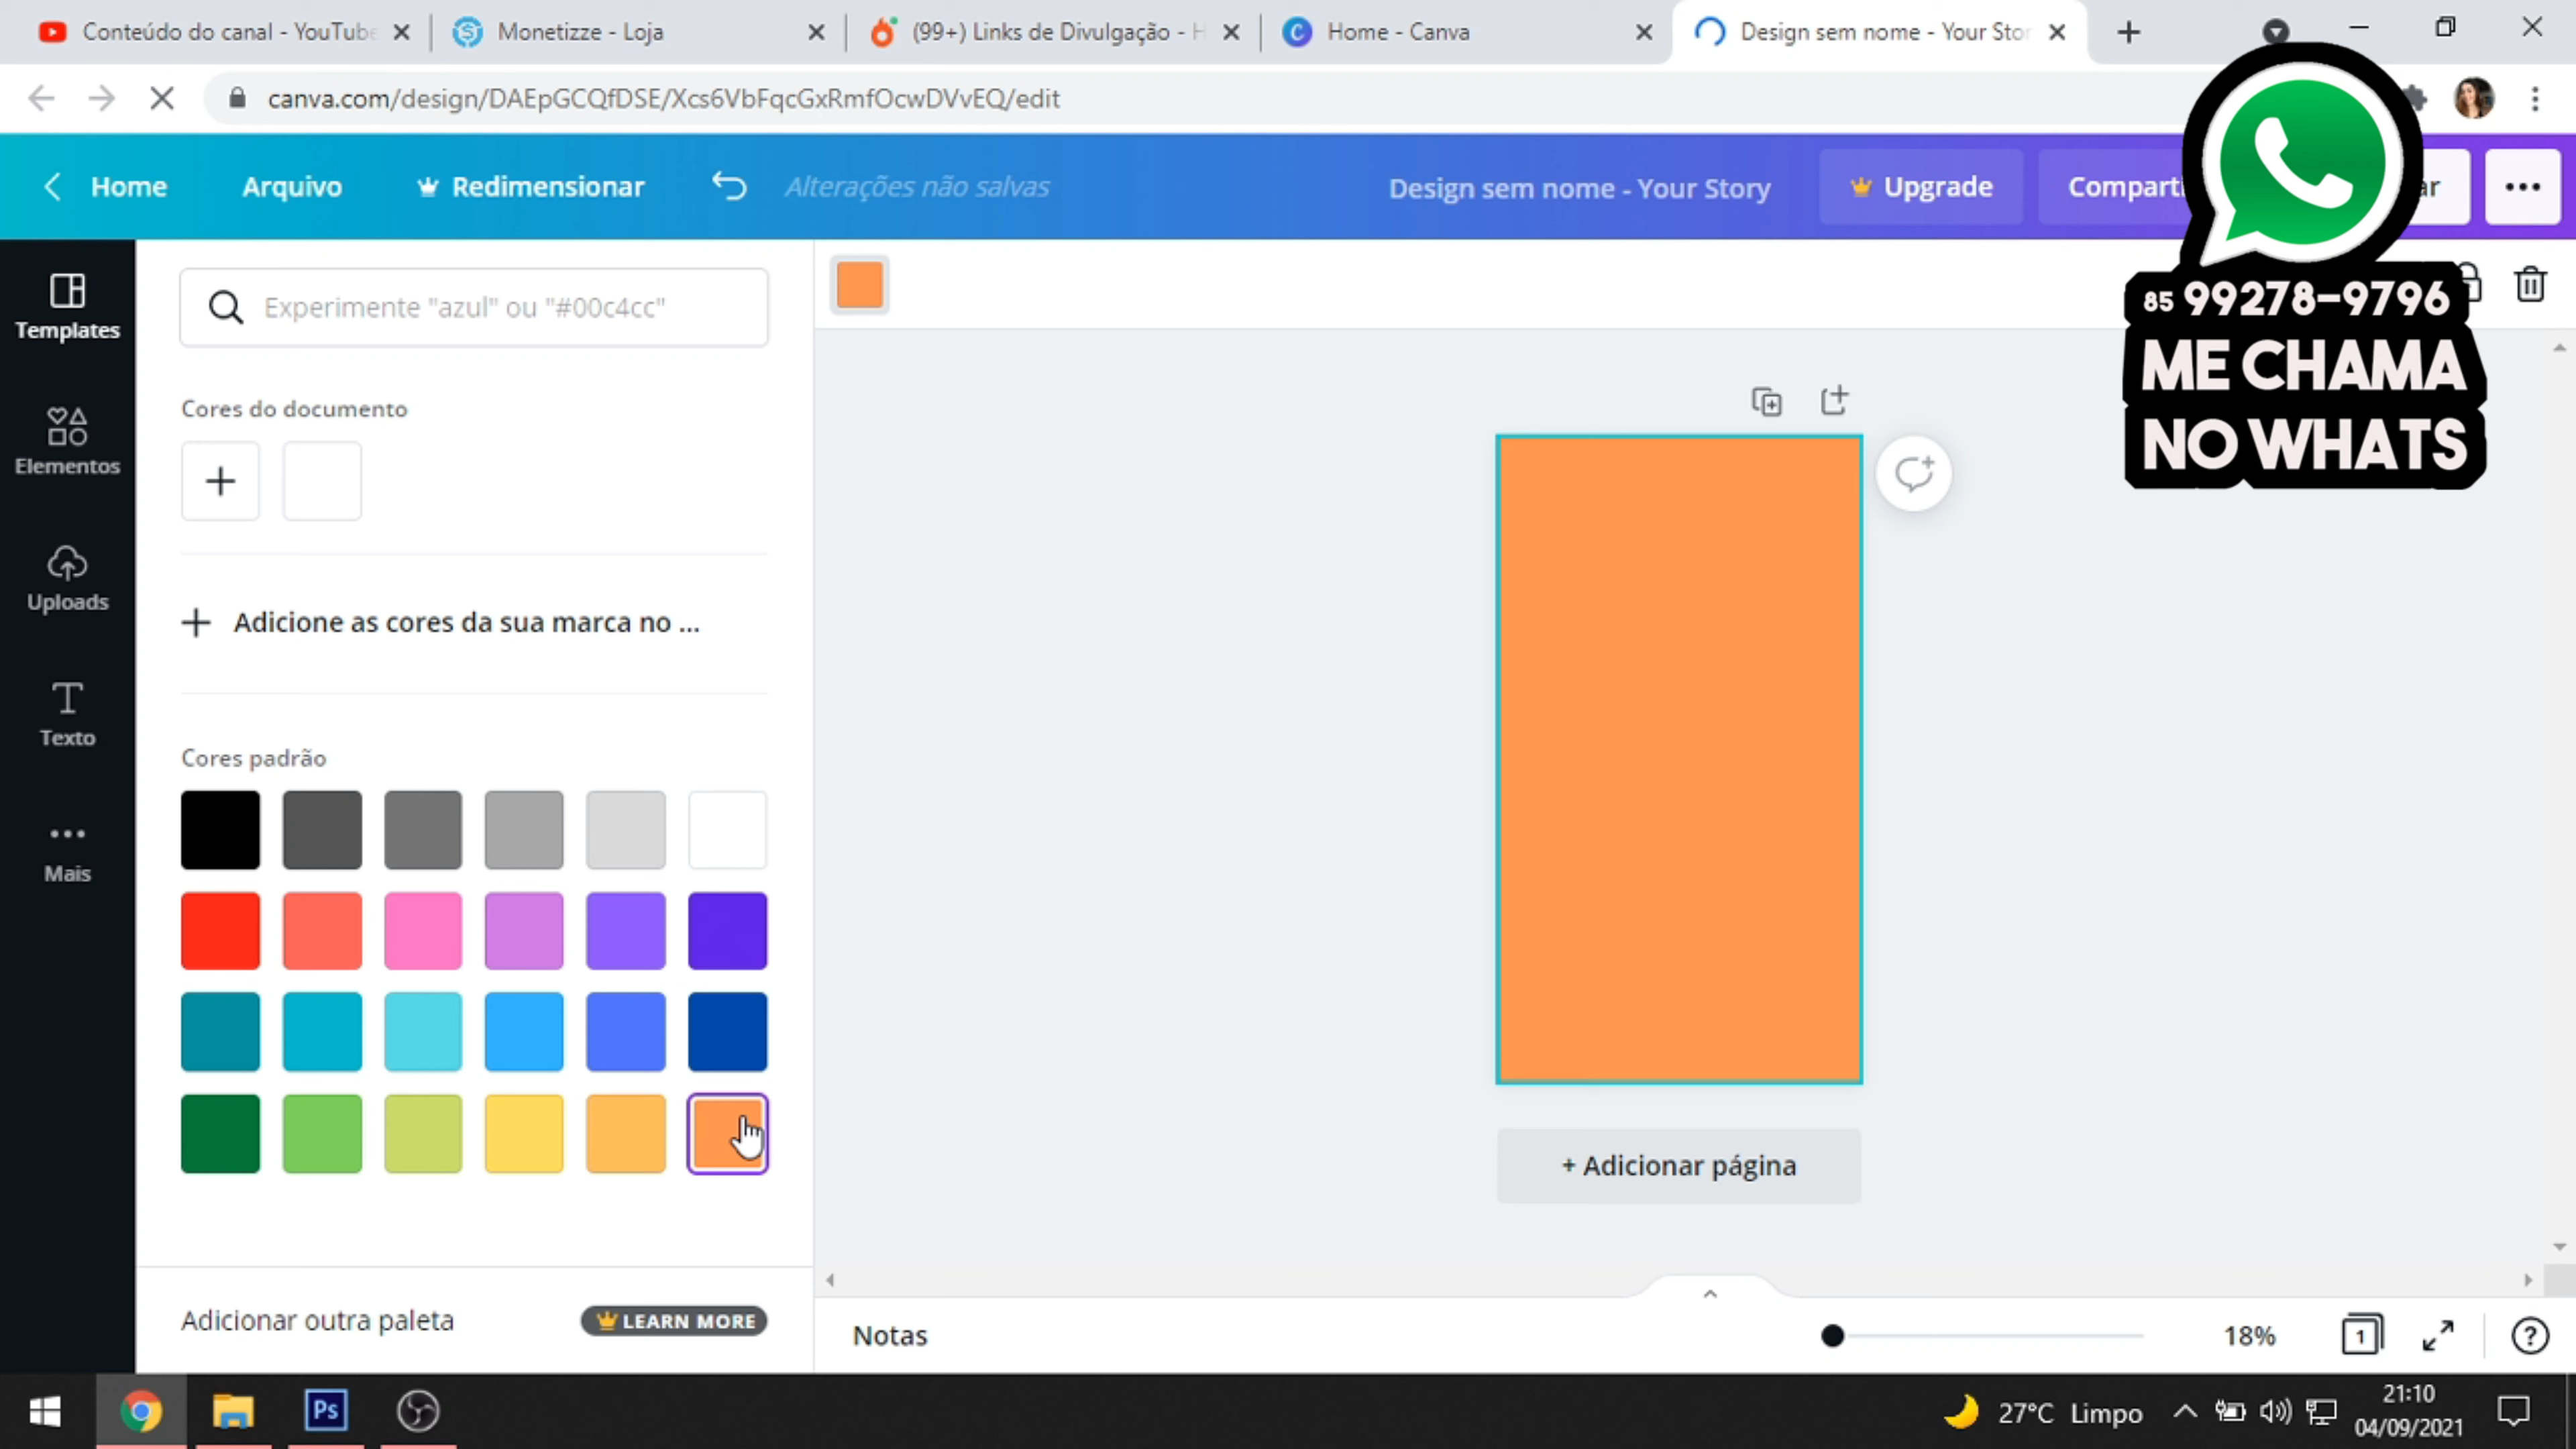 Conteúdo do canal - YouTube
Monetizze - Loja
(99+) Links de Divulgação - H
Home - Canva
Design sem nome - Your Stor
canva.com/design/DAEpGCQfDSE/Xcs6VbFqcGxRmfOcwDVvEQ/edit
Home
Arquivo
Redimensionar
Alterações não salvas
Design sem nome - Your Story
Upgrade
Comparti
ar
85 99278-9796
ME CHAMA
NO WHATS
Templates
Elementos
Uploads
Texto
Mais
Experimente "azul" ou "#00c4cc"
Cores do documento
Adicione as cores da sua marca no ...
Cores padrão
Adicionar outra paleta
LEARN MORE
+ Adicionar página
Notas
18%
1
?
Ps
27°C Limpo
21:10
04/09/2021